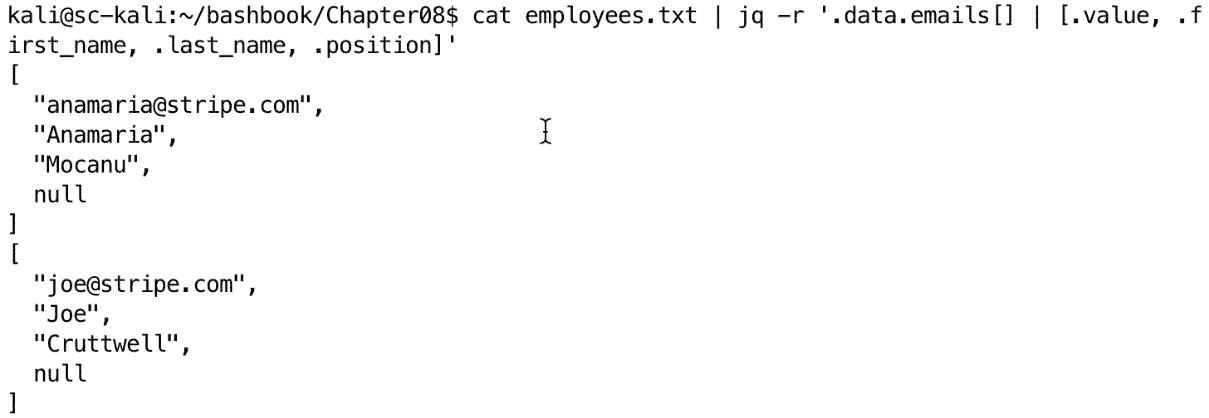 kali@sc-kali:~/bashbook/Chapter08$ cat employees.txt | jq -r '.data.emails[] | [.value, .f
irst_name, .last_name, .position]'
[
  "anamaria@stripe.com",
  "Anamaria",
  "Mocanu",
  null
]
[
  "joe@stripe.com",
  "Joe",
  "Cruttwell",
  null
]